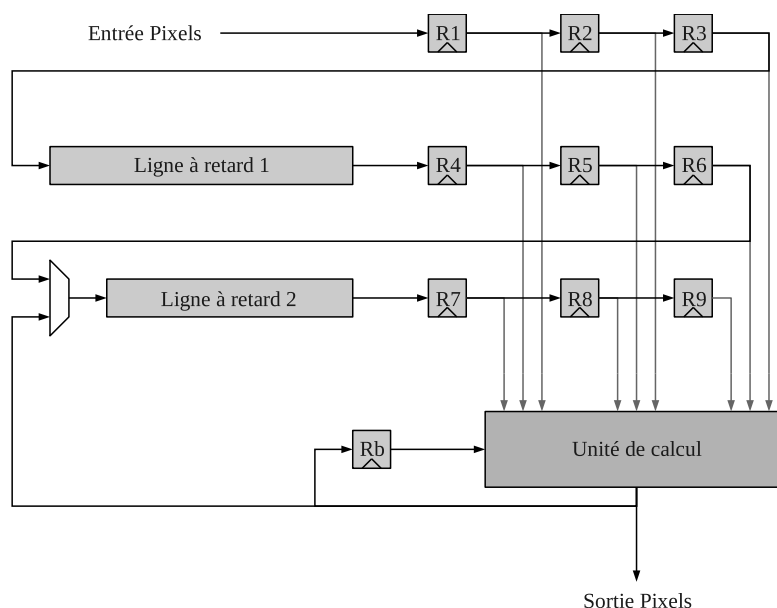 Entrée Pixels
R1
R2
R3
Ligne à retard 1
R4
R5
R6
Ligne à retard 2
R7
R8
R9
Rb
Unité de calcul
Sortie Pixels